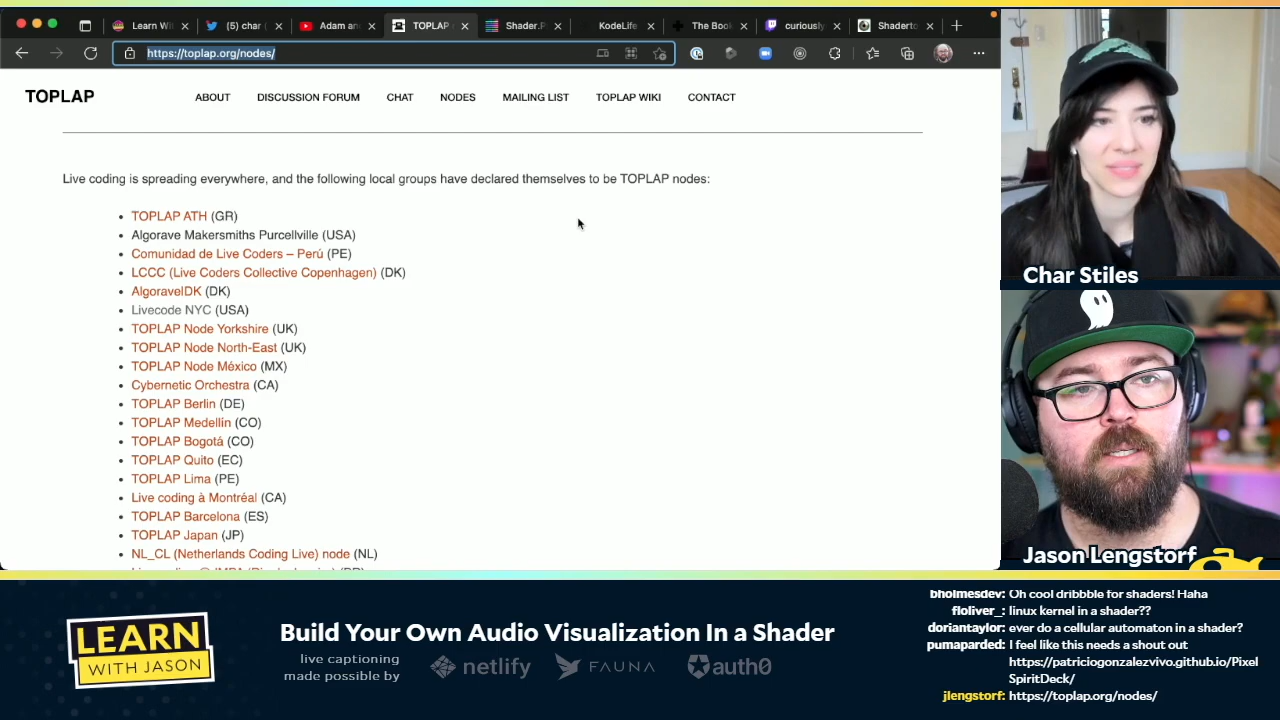 Learn Wi
(5) char
Adam an
TOPLAP
Shader.P
KodeLife
The Boo
curiously
Shaderto
https://toplap.org/nodes/
TOPLAP
ABOUT
DISCUSSION FORUM
CHAT
NODES
MAILING LIST
TOPLAP WIKI
CONTACT
Live coding is spreading everywhere, and the following local groups have declared themselves to be TOPLAP nodes:
• TOPLAP ATH (GR)
• Algorave Makersmiths Purcellville (USA)
• Comunidad de Live Coders – Perú (PE)
• LCCC (Live Coders Collective Copenhagen) (DK)
• AlgoravelDK (DK)
• Livecode NYC (USA)
• TOPLAP Node Yorkshire (UK)
• TOPLAP Node North-East (UK)
• TOPLAP Node México (MX)
• Cybernetic Orchestra (CA)
• TOPLAP Berlin (DE)
• TOPLAP Medellín (CO)
• TOPLAP Bogotá (CO)
• TOPLAP Quito (EC)
• TOPLAP Lima (PE)
• Live coding à Montréal (CA)
• TOPLAP Barcelona (ES)
• TOPLAP Japan (JP)
• NL_CL (Netherlands Coding Live) node (NL)
Char Stiles
Jason Lengstorf
LEARN
WITH JASON
Build Your Own Audio Visualization In a Shader
live captioning
made possible by
netlify
FAUNA
auth0
bholmesdev: Oh cool dribbble for shaders! Haha
floliver_: linux kernel in a shader??
doriantaylor: ever do a cellular automaton in a shader?
pumaparded: I feel like this needs a shout out
https://patriciogonzalezvivo.github.io/Pixel
SpiritDeck/
jlengstorf: https://toplap.org/nodes/